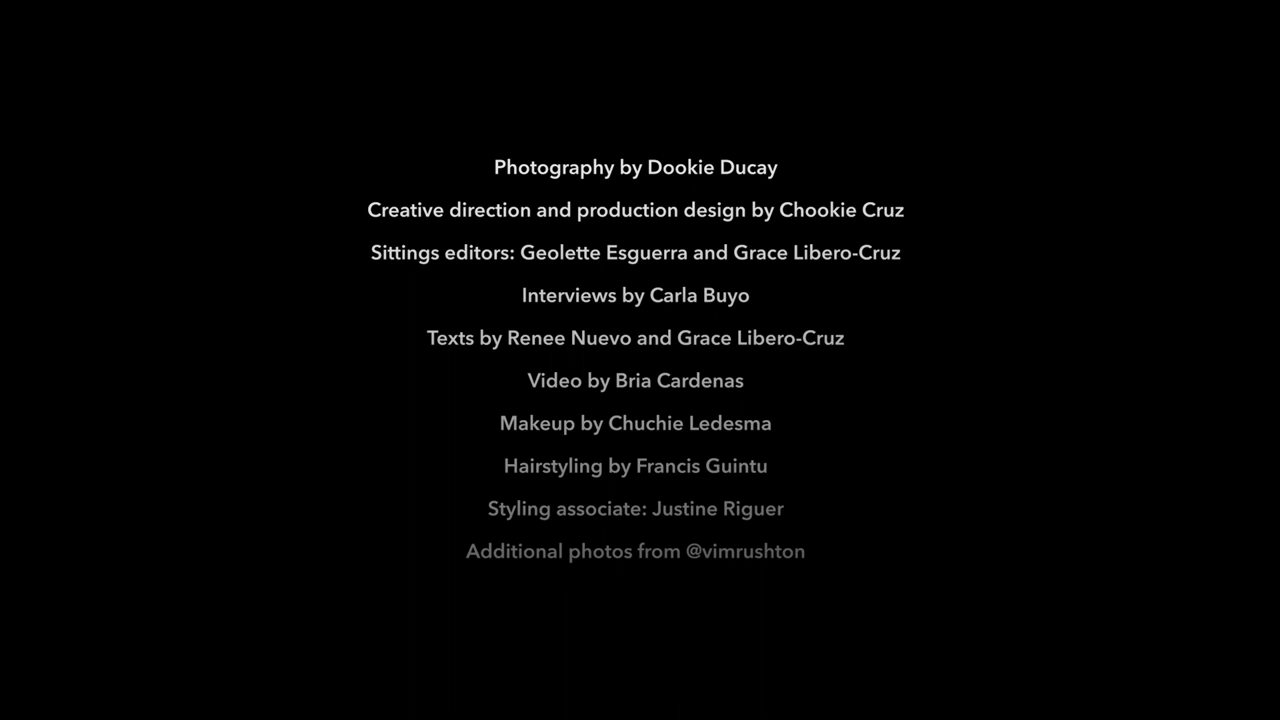 Photography by Dookie Ducay
Creative direction and production design by Chookie Cruz
Sittings editors: Geolette Esguerra and Grace Libero-Cruz
Interviews by Carla Buyo
Texts by Renee Nuevo and Grace Libero-Cruz
Video by Bria Cardenas
Makeup by Chuchie Ledesma
Hairstyling by Francis Guintu
Styling associate: Justine Riguer
Additional photos from @vimrushton